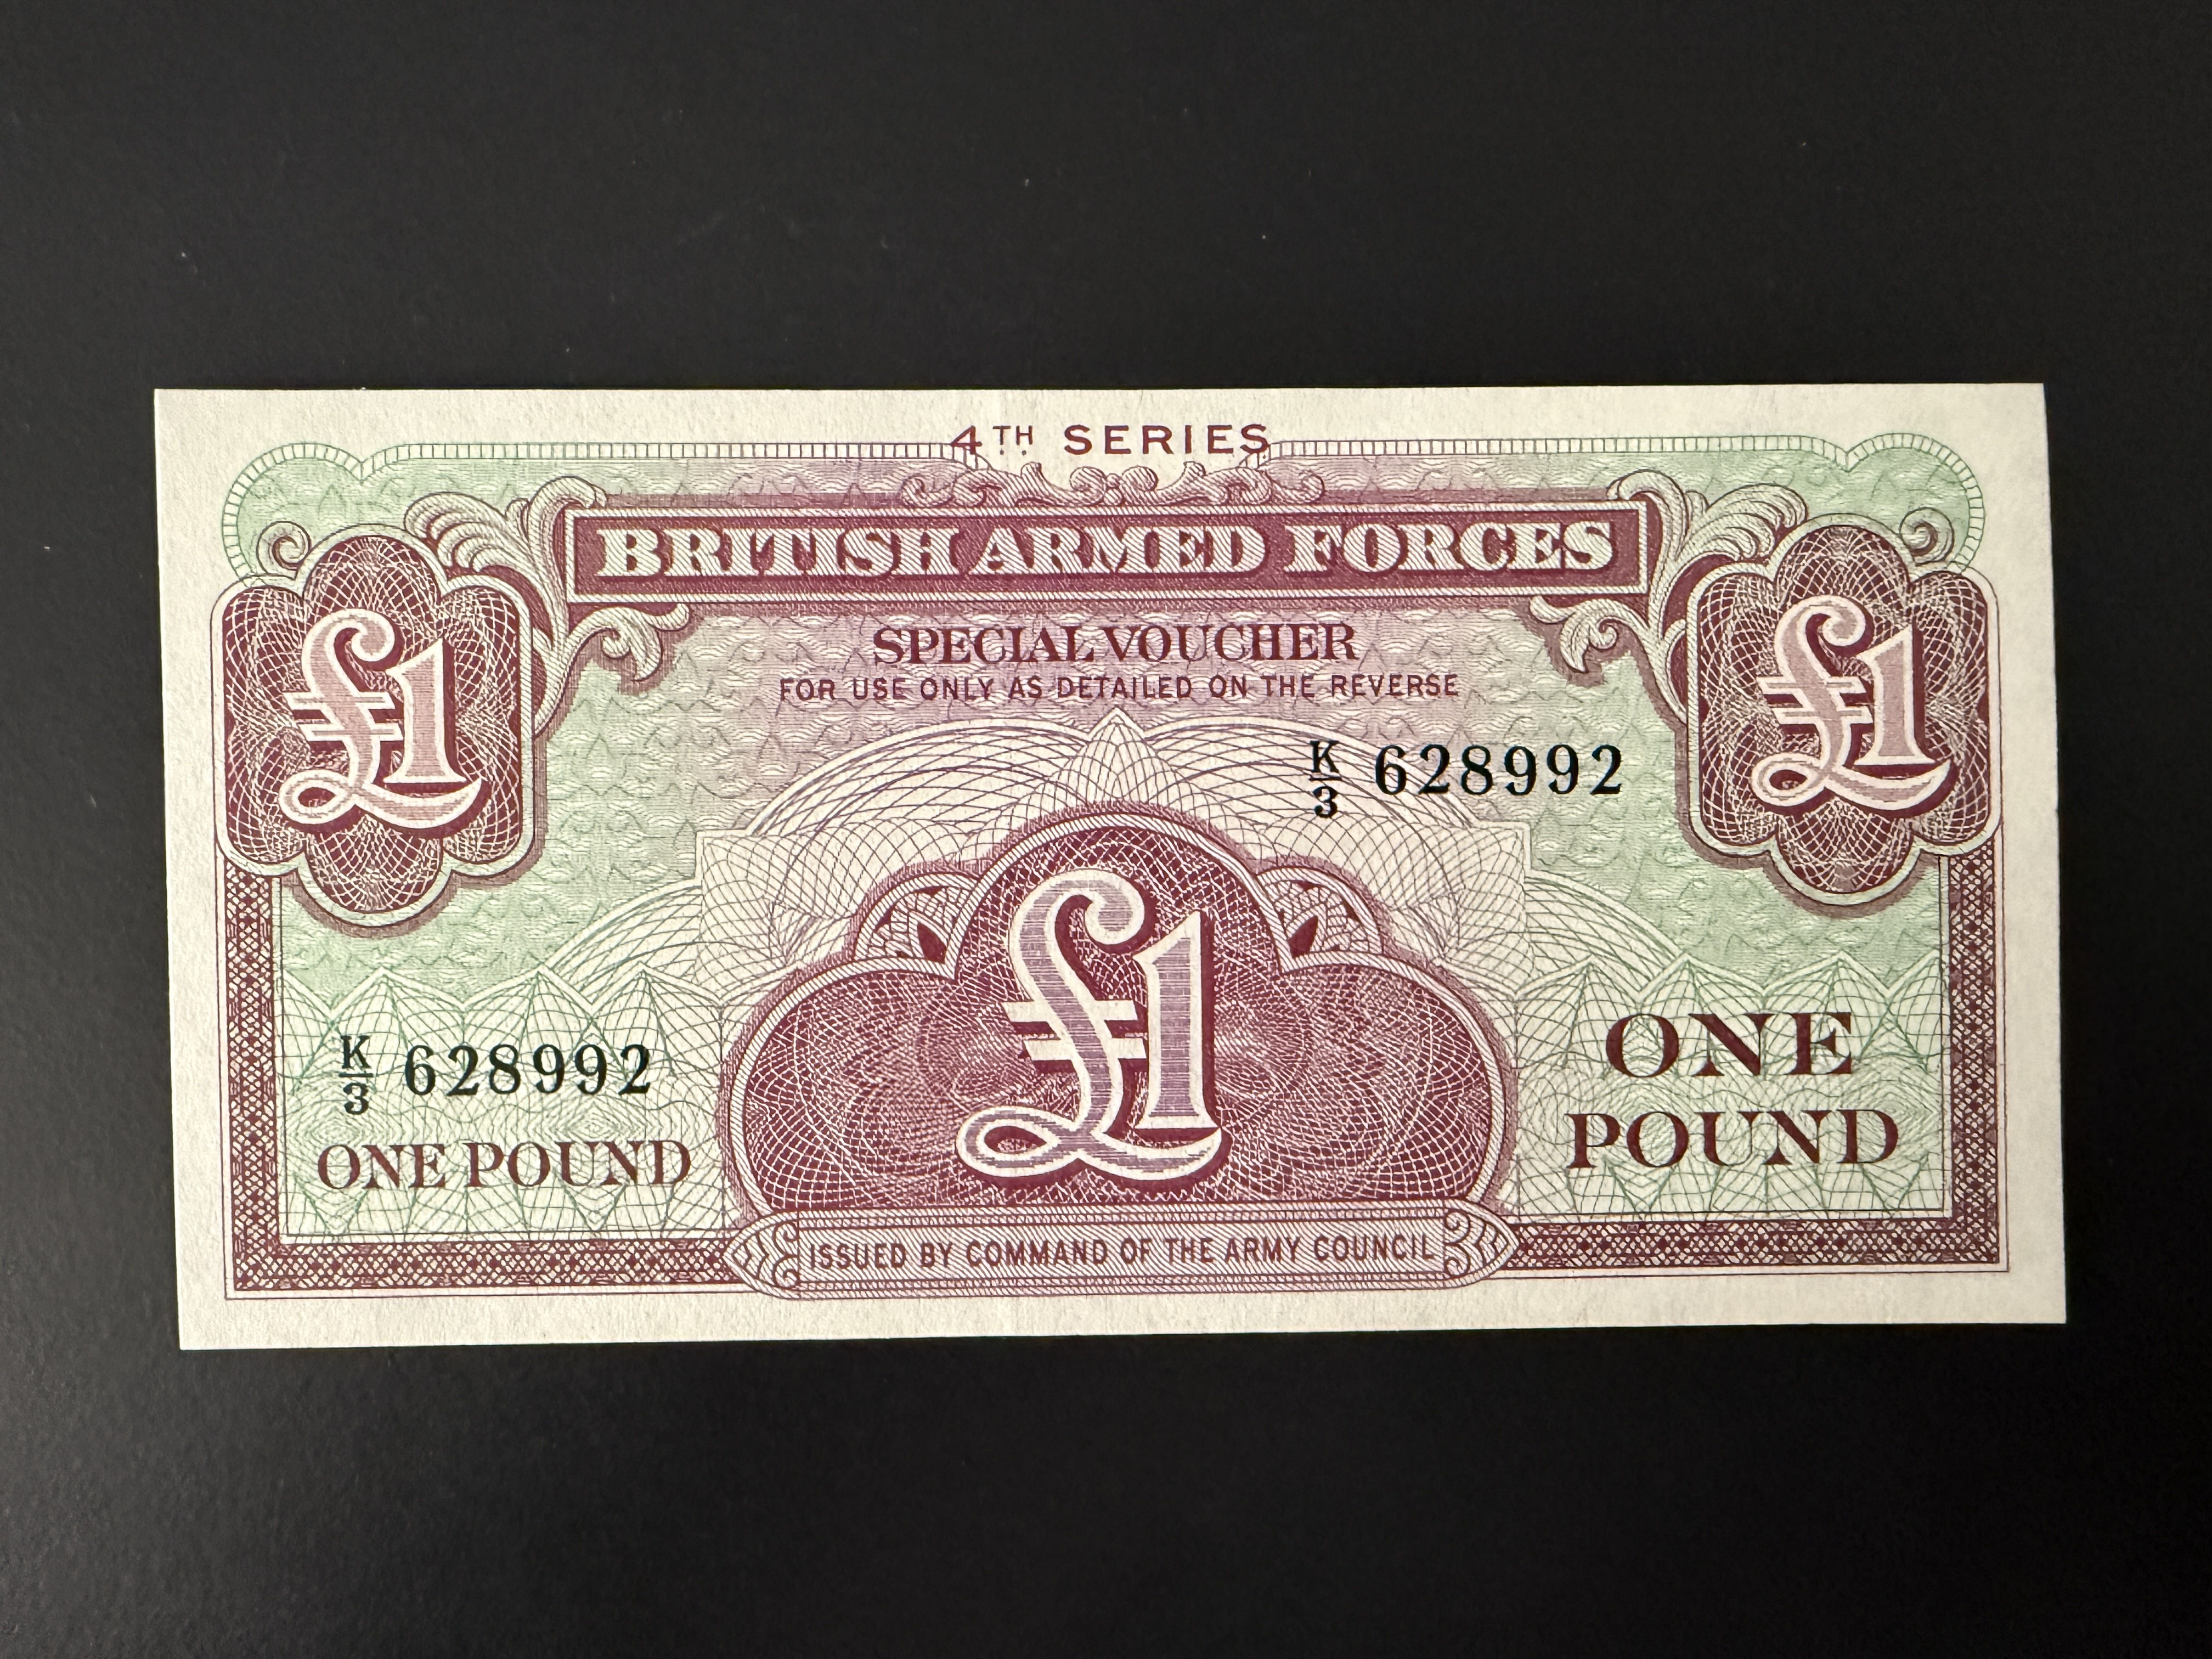 4TH SERIES
BRITISH ARMED FORCES
£1
£1
SPECIAL VOUCHER
FOR USE ONLY AS DETAILED ON THE REVERSE
K/3 628992
£1
K/3 628992
ONE POUND
ONE
POUND
ISSUED BY COMMAND OF THE ARMY COUNCIL